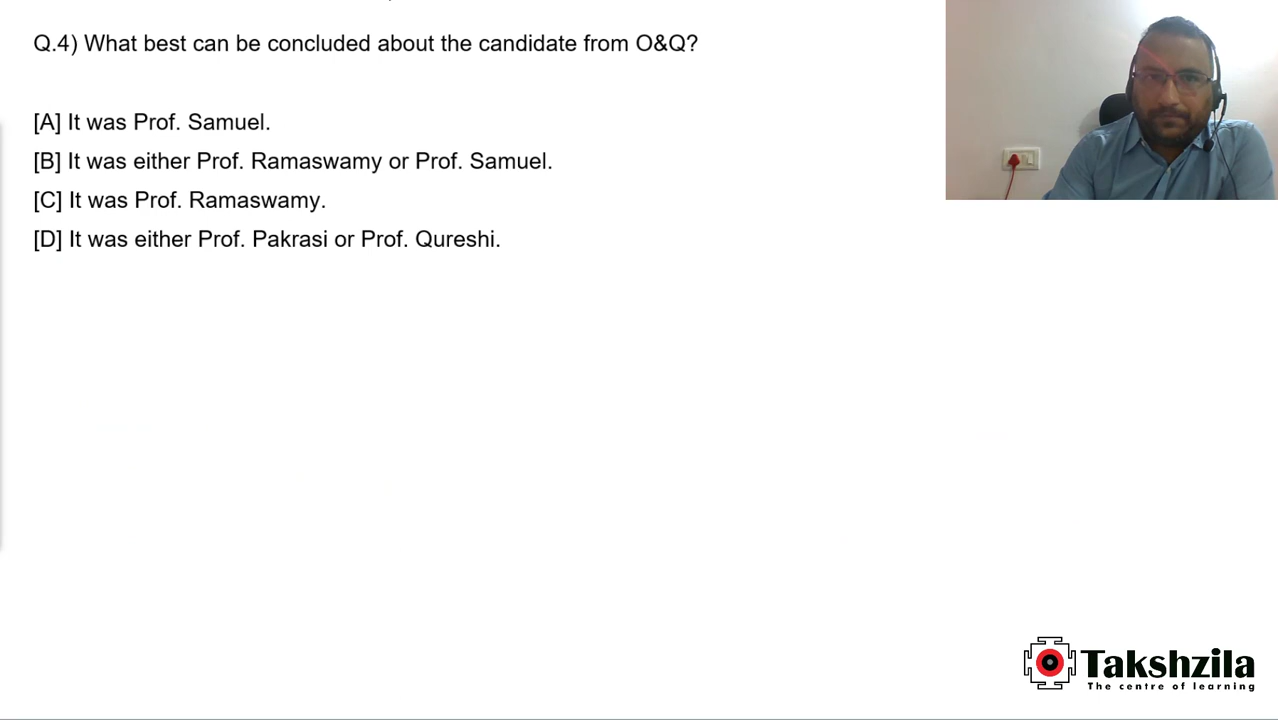 Q.4) What best can be concluded about the candidate from O&Q?
[A] It was Prof. Samuel.
[B] It was either Prof. Ramaswamy or Prof. Samuel.
[C] It was Prof. Ramaswamy.
[D] It was either Prof. Pakrasi or Prof. Qureshi.
Takshzila
The centre of learning